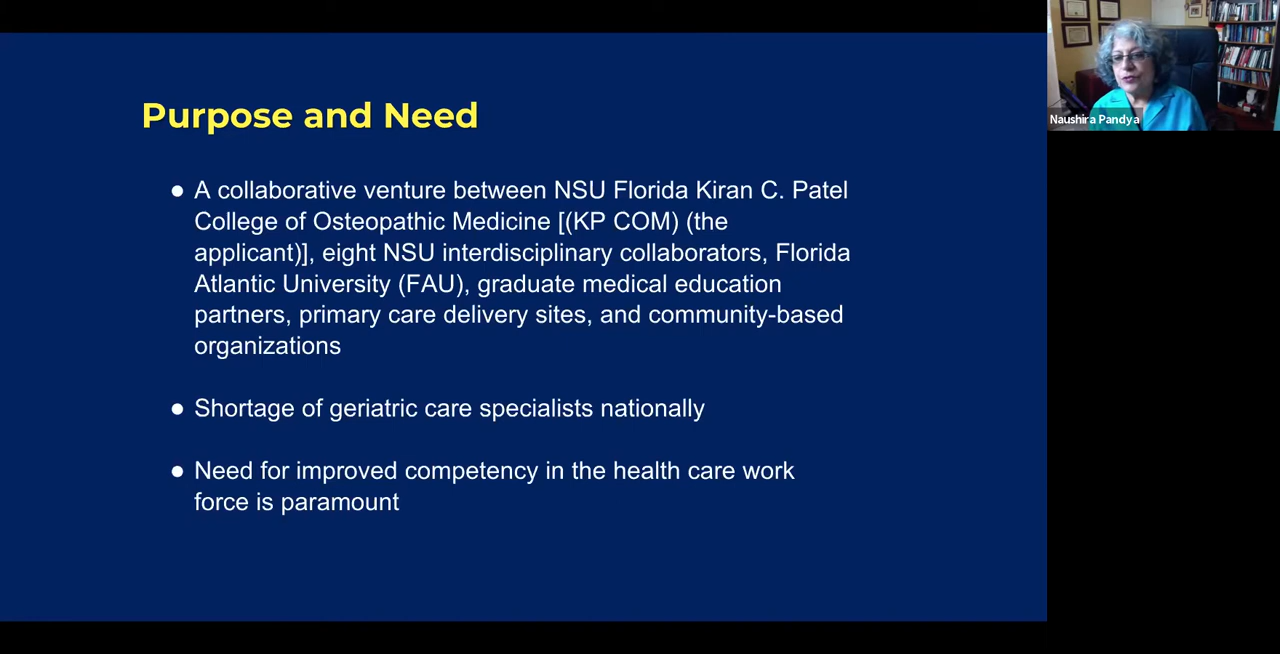 Purpose and Need
● A collaborative venture between NSU Florida Kiran C. Patel
College of Osteopathic Medicine [(KP COM) (the
applicant)], eight NSU interdisciplinary collaborators, Florida
Atlantic University (FAU), graduate medical education
partners, primary care delivery sites, and community-based
organizations
● Shortage of geriatric care specialists nationally
● Need for improved competency in the health care work
force is paramount
Naushira Pandya